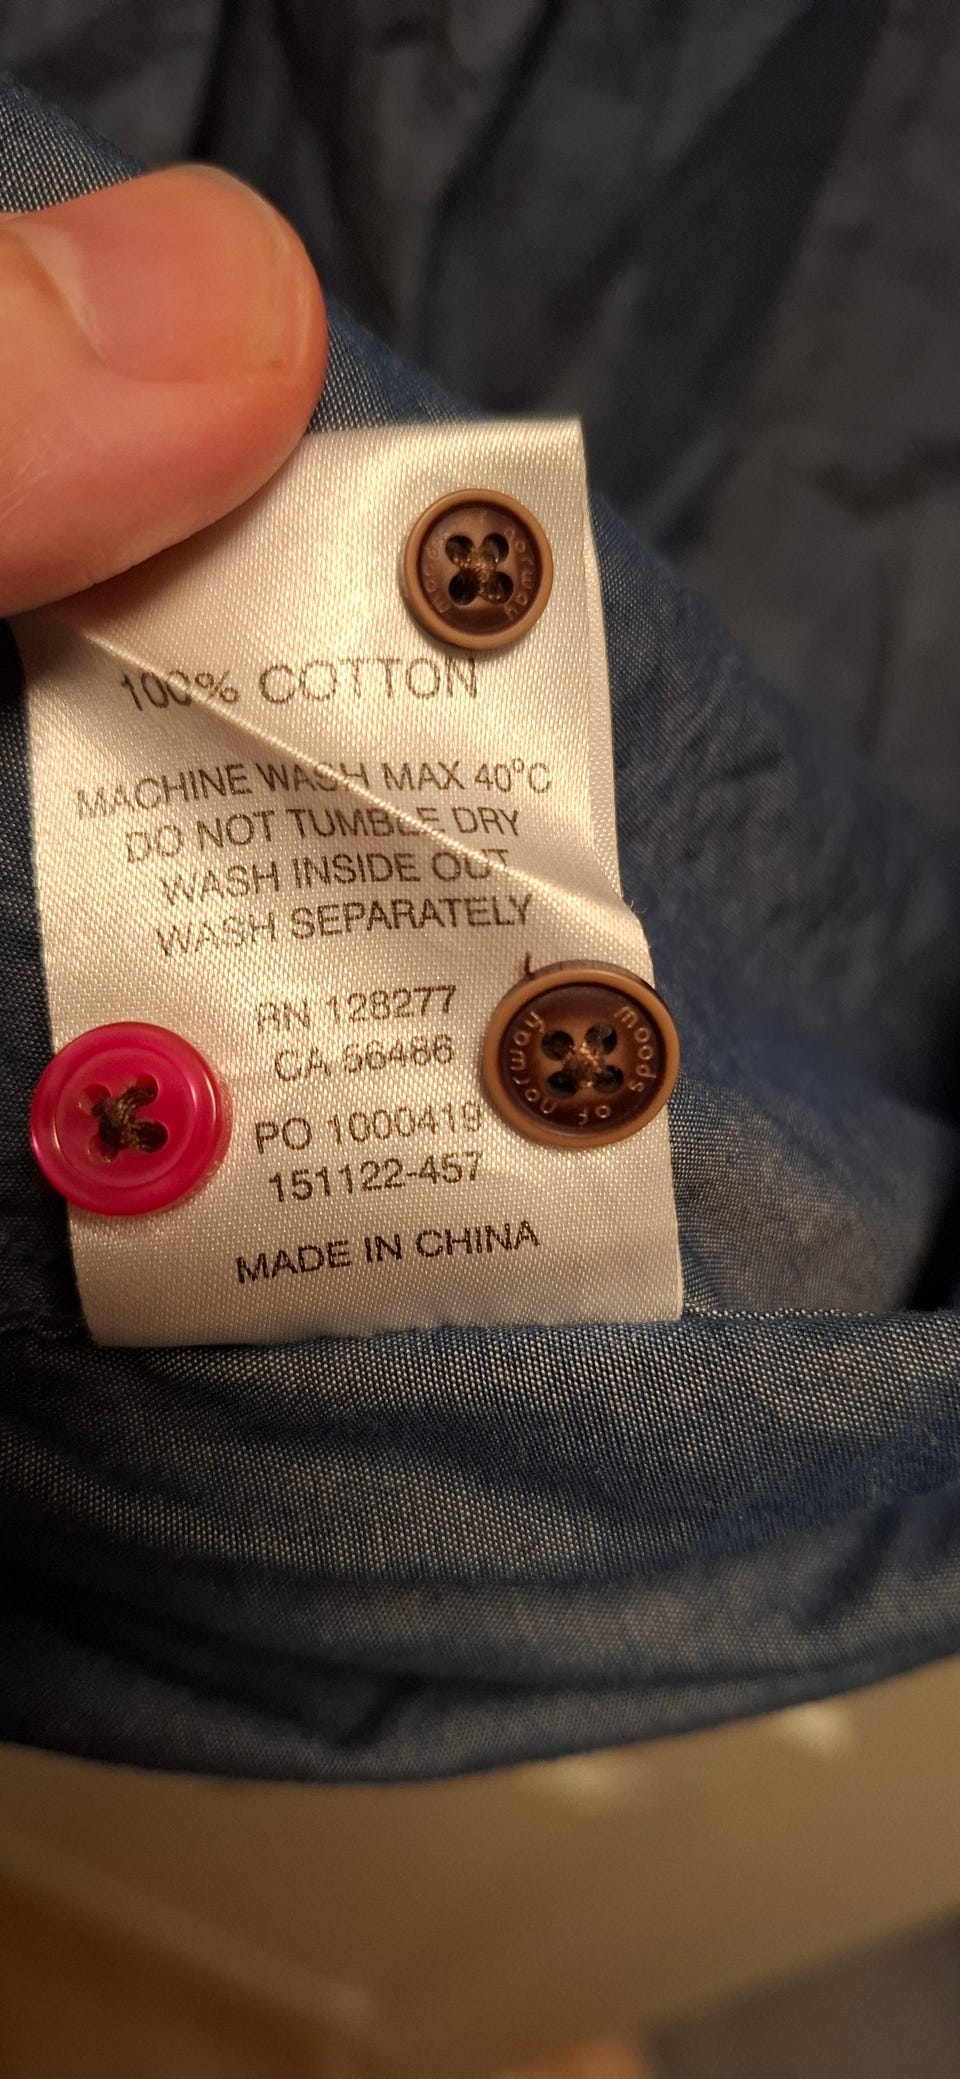 100% COTTON
MACHINE WASH MAX 40°C
DO NOT TUMBLE DRY
WASH INSIDE OUT
WASH SEPARATELY
RN 128277
CA 56486
PO 1000419
151122-457
MADE IN CHINA
moods of norway
norway